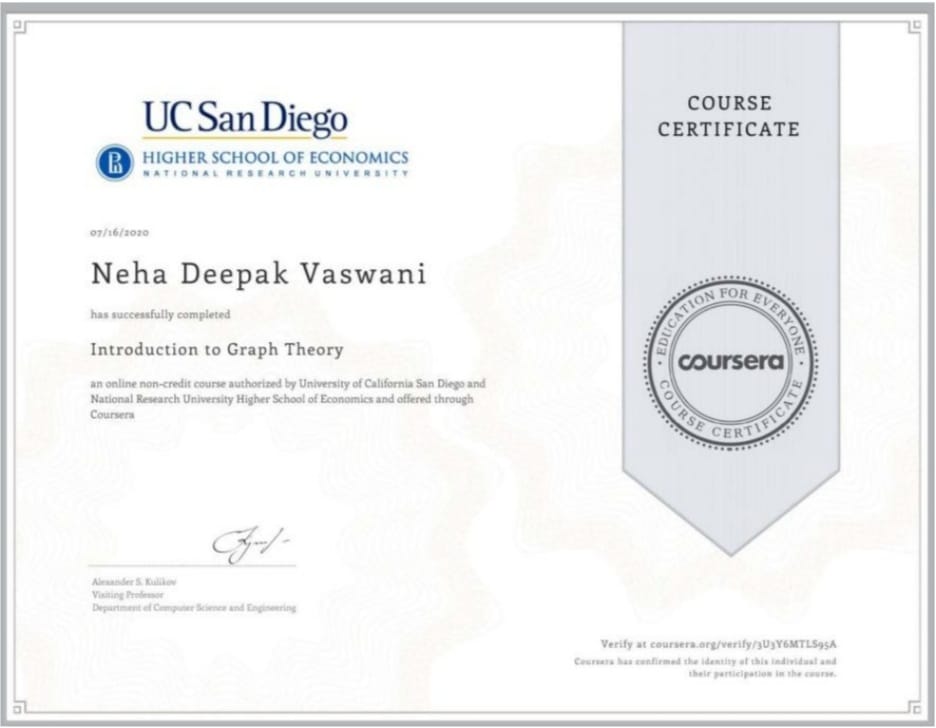 UC San Diego
HIGHER SCHOOL OF ECONOMICS
NATIONAL RESEARCH UNIVERSITY
07/16/2020
Neha Deepak Vaswani
has successfully completed
Introduction to Graph Theory
an online non-credit course authorized by University of California San Diego and
National Research University Higher School of Economics and offered through
Coursera
Alexander S. Kulikov
Visiting Professor
Department of Computer Science and Engineering
COURSE
CERTIFICATE
EDUCATION FOR EVERYONE
coursera
COURSE CERTIFICATE
Verify at coursera.org/verify/3U3Y6MTLS95A
Coursera has confirmed the identity of this individual and
their participation in the course.